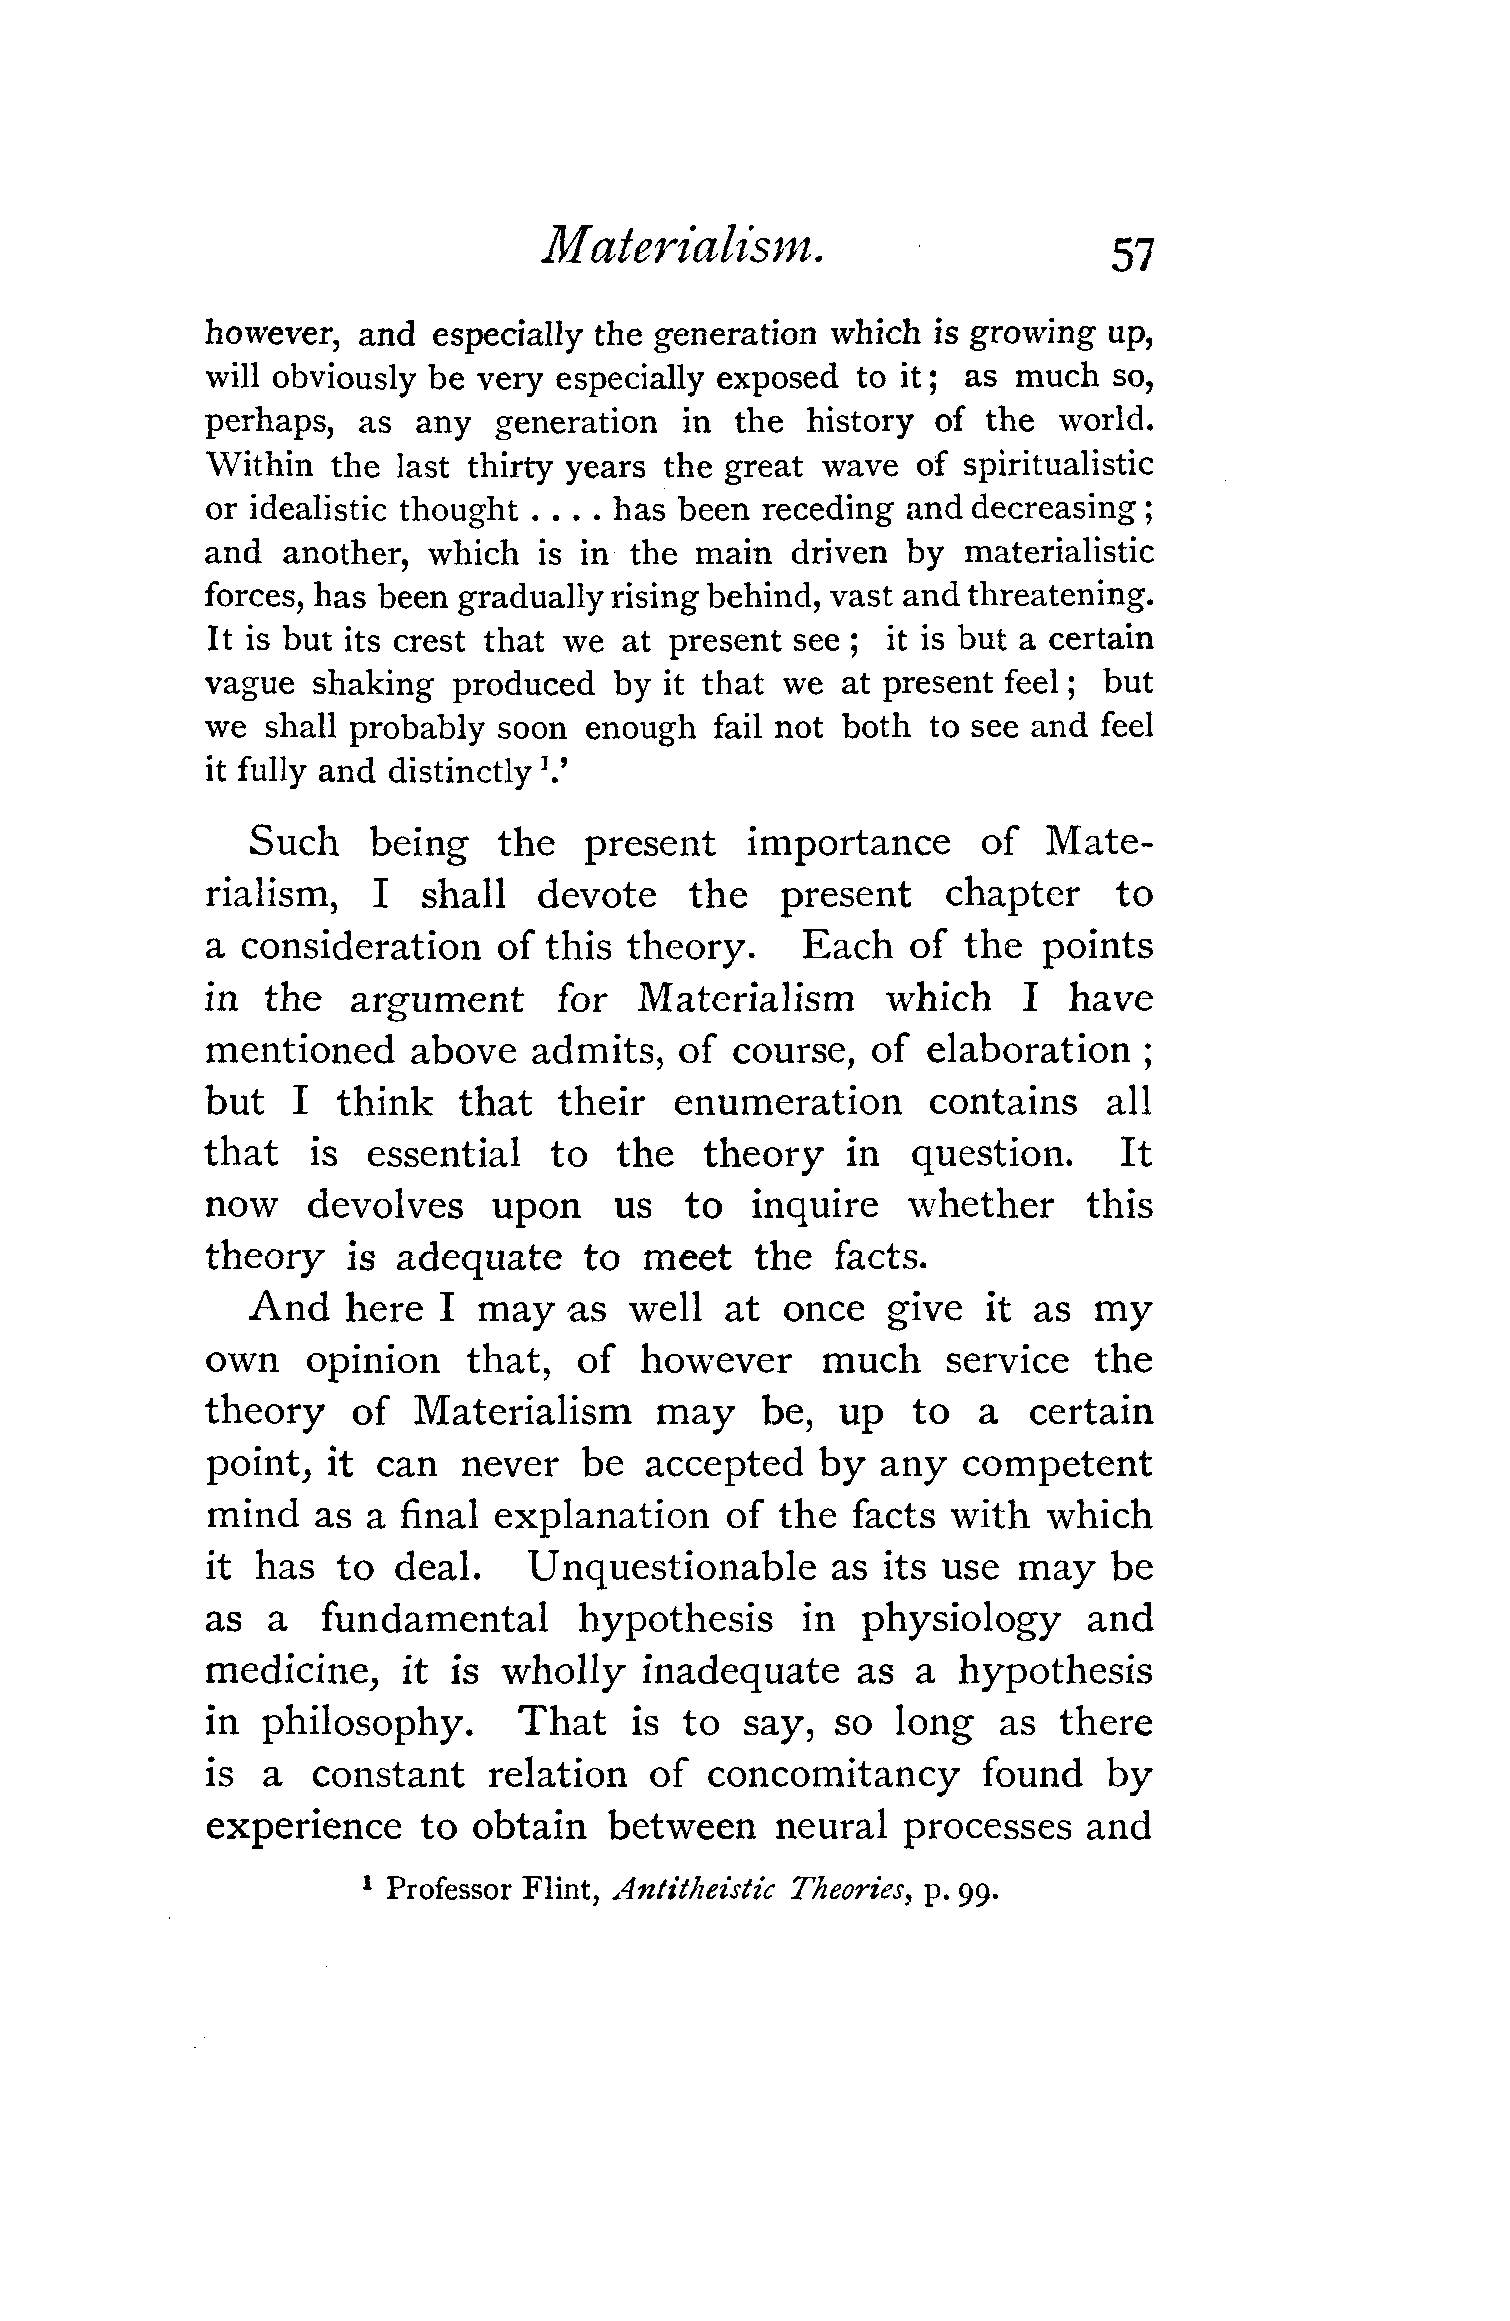 Materialism. 57
however, and especially the generation which is growing up,
will obviously be very especially exposed to it; as much so,
perhaps, as any generation in the history of the world.
Within the last thirty years the great wave of spiritualistic
or idealistic thought . . . . has been receding and decreasing;
and another, which is in the main driven by materialistic
forces, has been gradually rising behind, vast and threatening.
It is but its crest that we at present see; it is but a certain
vague shaking produced by it that we at present feel; but
we shall probably soon enough fail not both to see and feel
it fully and distinctly ¹.’
Such being the present importance of Mate-
rialism, I shall devote the present chapter to
a consideration of this theory. Each of the points
in the argument for Materialism which I have
mentioned above admits, of course, of elaboration;
but I think that their enumeration contains all
that is essential to the theory in question. It
now devolves upon us to inquire whether this
theory is adequate to meet the facts.
And here I may as well at once give it as my
own opinion that, of however much service the
theory of Materialism may be, up to a certain
point, it can never be accepted by any competent
mind as a final explanation of the facts with which
it has to deal. Unquestionable as its use may be
as a fundamental hypothesis in physiology and
medicine, it is wholly inadequate as a hypothesis
in philosophy. That is to say, so long as there
is a constant relation of concomitancy found by
experience to obtain between neural processes and
¹ Professor Flint, Antitheistic Theories, p. 99.